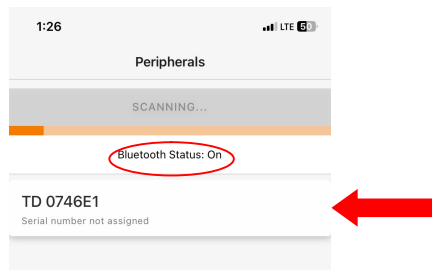 1:26 LTE 50
Peripherals
SCANNING...
Bluetooth Status: On
TD 0746E1
Serial number not assigned